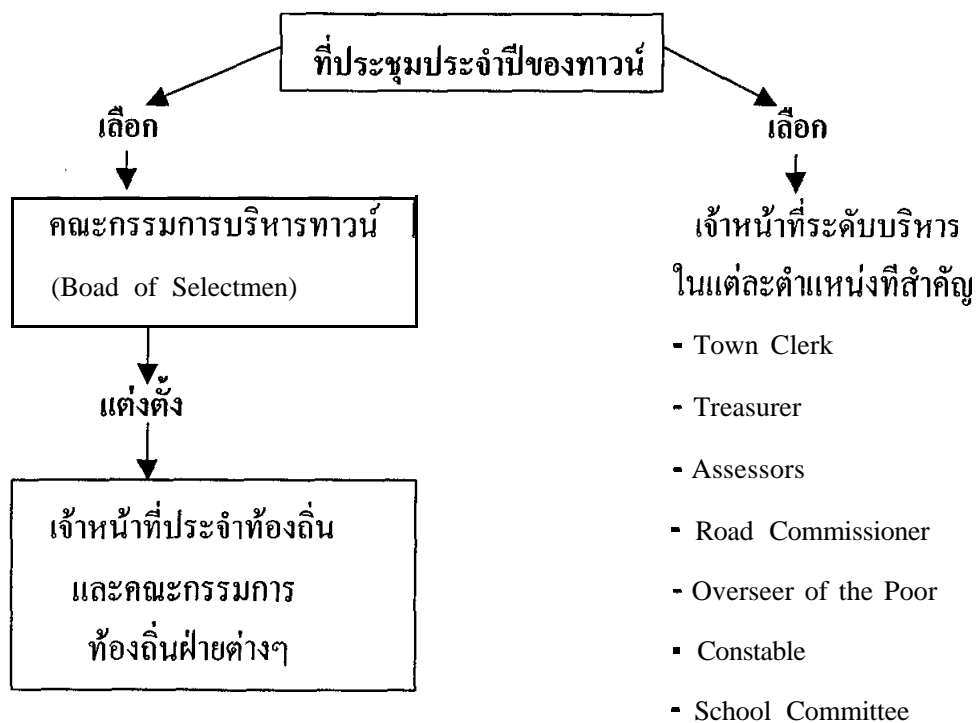 ที่ประชุมประจำปีของทาวน์
เลือก
คณะกรรมการบริหารทาวน์
(Boad of Selectmen)
แต่งตั้ง
เจ้าหน้าที่ประจำท้องถิ่น
และคณะกรรมการ
ท้องถิ่นฝ่ายต่างๆ
เลือก
เจ้าหน้าที่ระดับบริหาร
ในแต่ละตำแหน่งทีสำคัญ
- Town Clerk
- Treasurer
- Assessors
- Road Commissioner
- Overseer of the Poor
- Constable
- School Committee